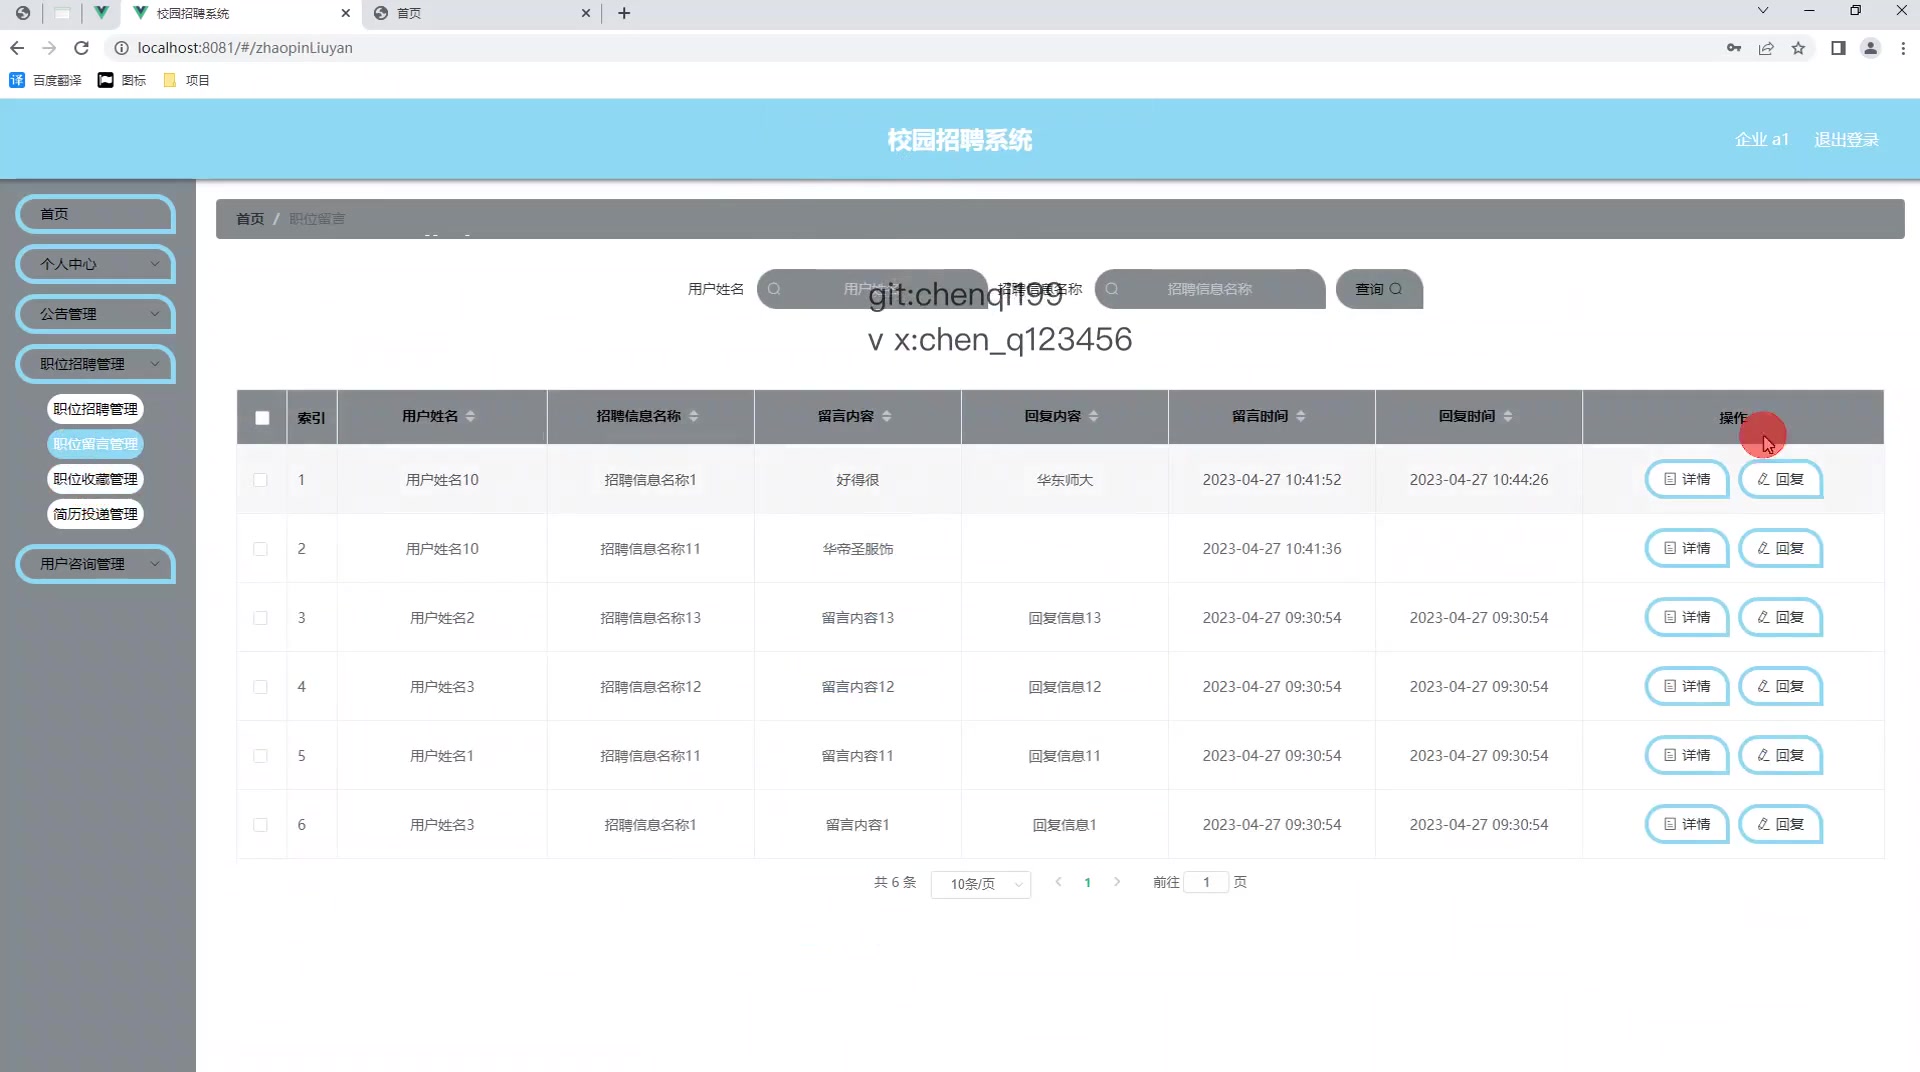 校园招聘系统
首页
localhost:8081/#/zhaopinLiuyan
译 百度翻译 图标 项目
校园招聘系统
企业 a1 退出登录
首页
个人中心
公告管理
职位招聘管理
职位招聘管理
职位留言管理
职位收藏管理
简历投递管理
用户咨询管理
首页 / 职位留言
用户姓名 用户姓名 招聘信息名称 招聘信息名称 查询
git:chenqi199
v x:chen_q123456
索引 用户姓名 招聘信息名称 留言内容 回复内容 留言时间 回复时间 操作
1 用户姓名10 招聘信息名称1 好得很 华东师大 2023-04-27 10:41:52 2023-04-27 10:44:26 详情 回复
2 用户姓名10 招聘信息名称11 华帝圣服饰 2023-04-27 10:41:36 详情 回复
3 用户姓名2 招聘信息名称13 留言内容13 回复信息13 2023-04-27 09:30:54 2023-04-27 09:30:54 详情 回复
4 用户姓名3 招聘信息名称12 留言内容12 回复信息12 2023-04-27 09:30:54 2023-04-27 09:30:54 详情 回复
5 用户姓名1 招聘信息名称11 留言内容11 回复信息11 2023-04-27 09:30:54 2023-04-27 09:30:54 详情 回复
6 用户姓名3 招聘信息名称1 留言内容1 回复信息1 2023-04-27 09:30:54 2023-04-27 09:30:54 详情 回复
共 6 条 10条/页 1 前往 1 页